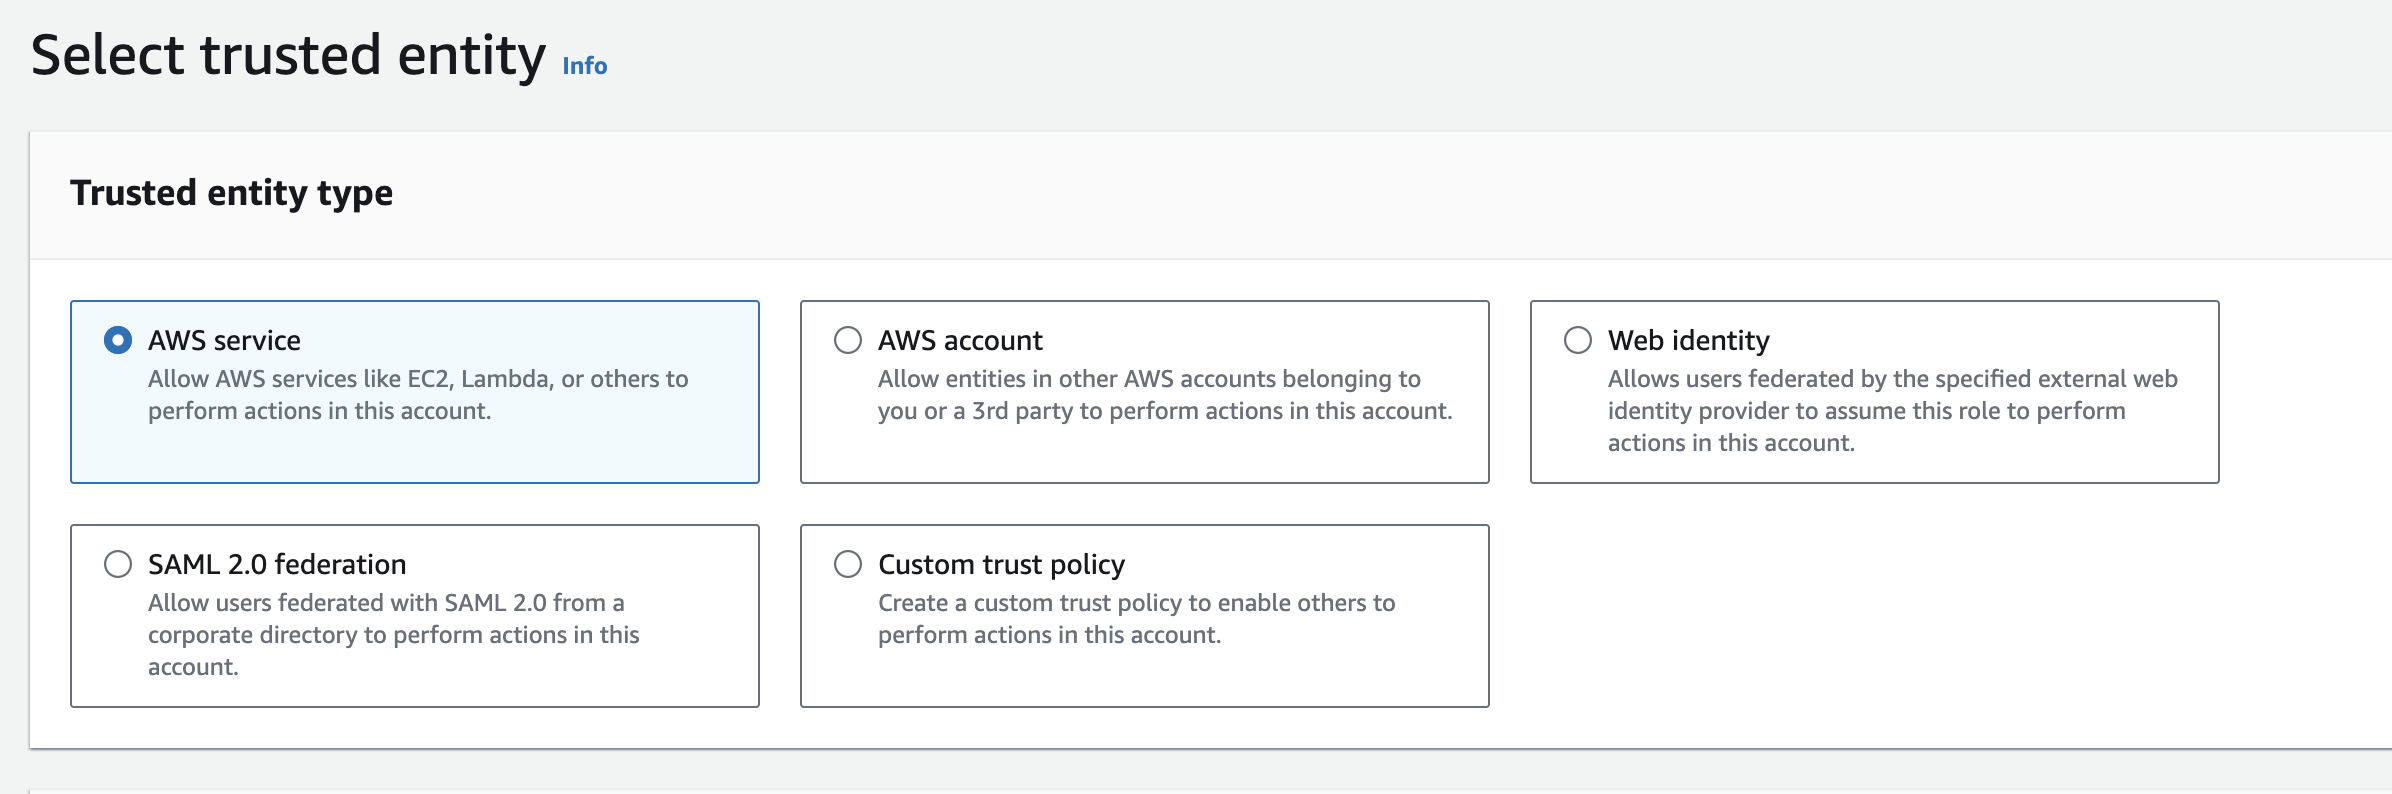 Select trusted entity Info
Trusted entity type
AWS service
Allow AWS services like EC2, Lambda, or others to
perform actions in this account.
AWS account
Allow entities in other AWS accounts belonging to
you or a 3rd party to perform actions in this account.
Web identity
Allows users federated by the specified external web
identity provider to assume this role to perform
actions in this account.
SAML 2.0 federation
Allow users federated with SAML 2.0 from a
corporate directory to perform actions in this
account.
Custom trust policy
Create a custom trust policy to enable others to
perform actions in this account.